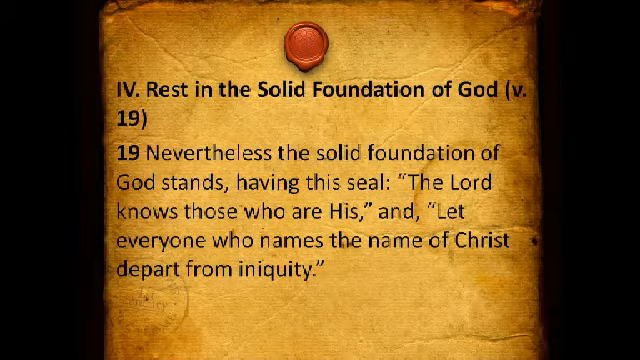 IV. Rest in the Solid Foundation of God (v.
19)
19 Nevertheless the solid foundation of
God stands, having this seal: “The Lord
knows those who are His,” and, “Let
everyone who names the name of Christ
depart from iniquity.”